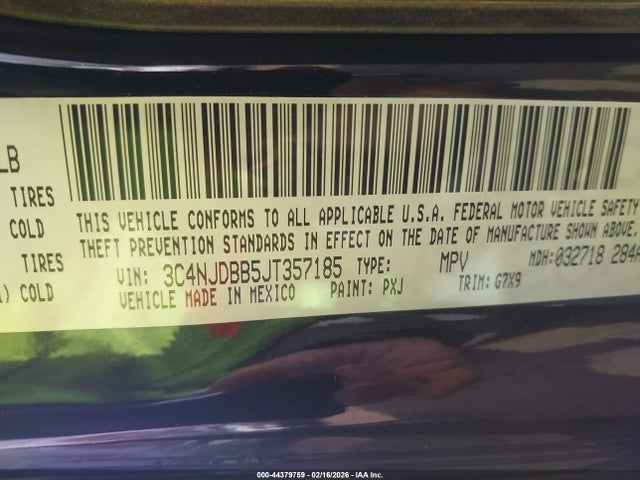 LB
TIRES
COLD
TIRES
) COLD
THIS VEHICLE CONFORMS TO ALL APPLICABLE U.S.A. FEDERAL MOTOR VEHICLE SAFETY
THEFT PREVENTION STANDARDS IN EFFECT ON THE DATE OF MANUFACTURE SHOWN ABOVE.
VIN: 3C4NJDBB5JT357185 TYPE: MPV MDH:032718 284A
VEHICLE MADE IN MEXICO PAINT: PXJ TRIM: G7X9
000-44379759 - 02/16/2026 - IAA Inc.